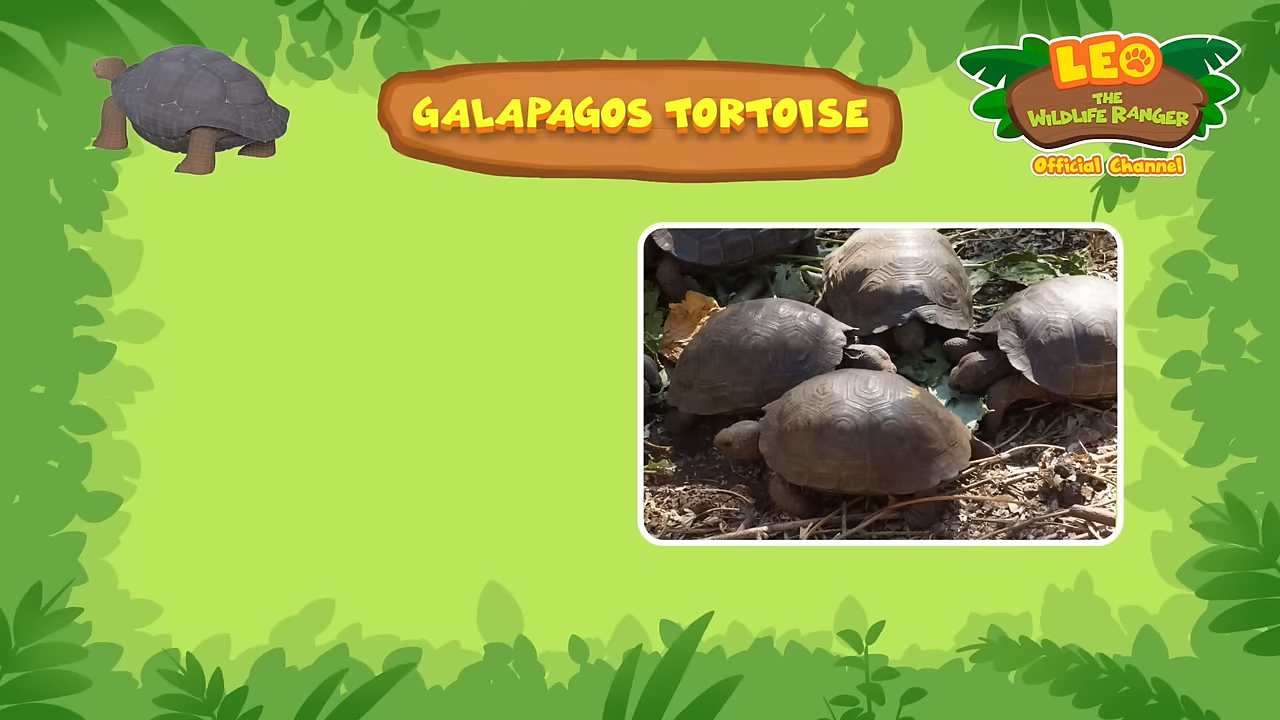 GALAPAGOS TORTOISE
LEO
THE
WILDLIFE RANGER
Official Channel